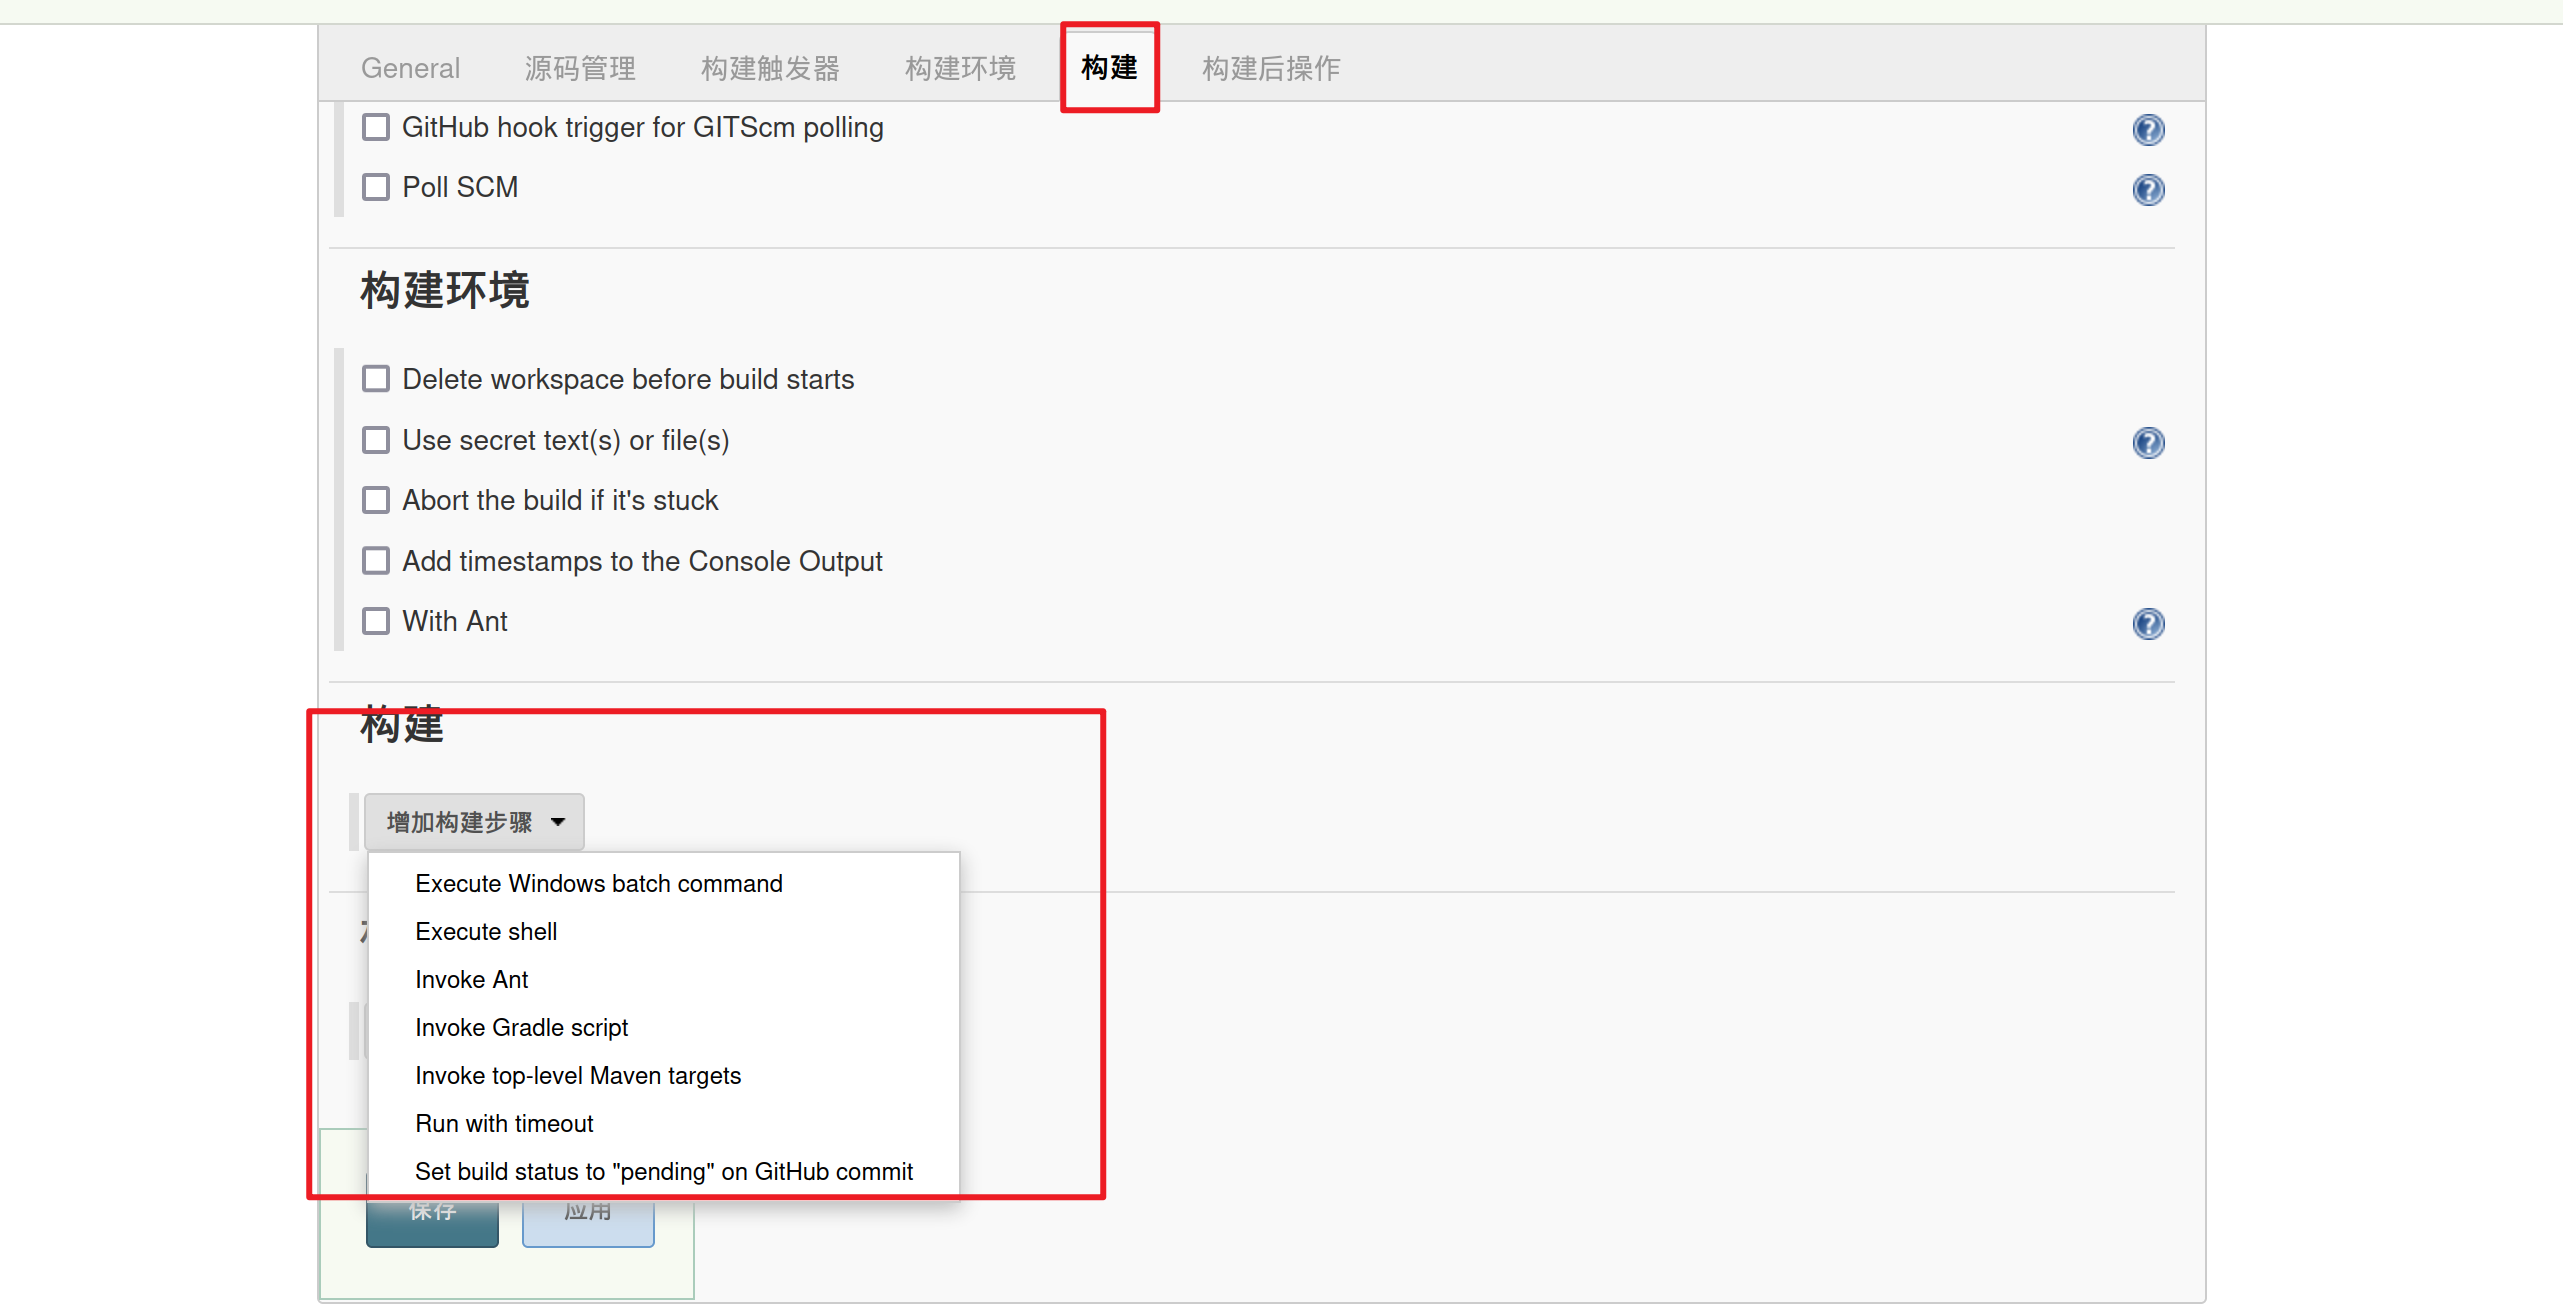 General 源码管理 构建触发器 构建环境 构建 构建后操作
GitHub hook trigger for GITScm polling
Poll SCM
构建环境
Delete workspace before build starts
Use secret text(s) or file(s)
Abort the build if it's stuck
Add timestamps to the Console Output
With Ant
构建
增加构建步骤
Execute Windows batch command
Execute shell
Invoke Ant
Invoke Gradle script
Invoke top-level Maven targets
Run with timeout
Set build status to "pending" on GitHub commit
保存 应用